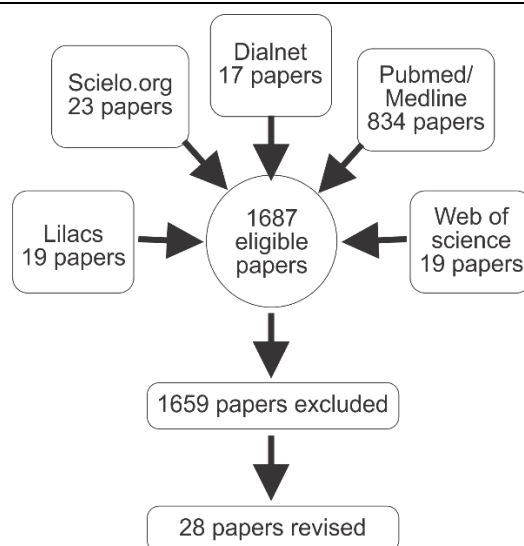 Dialnet
17 papers
Scielo.org
23 papers
Pubmed/
Medline
834 papers
Lilacs
19 papers
1687
eligible
papers
Web of
science
19 papers
1659 papers excluded
28 papers revised